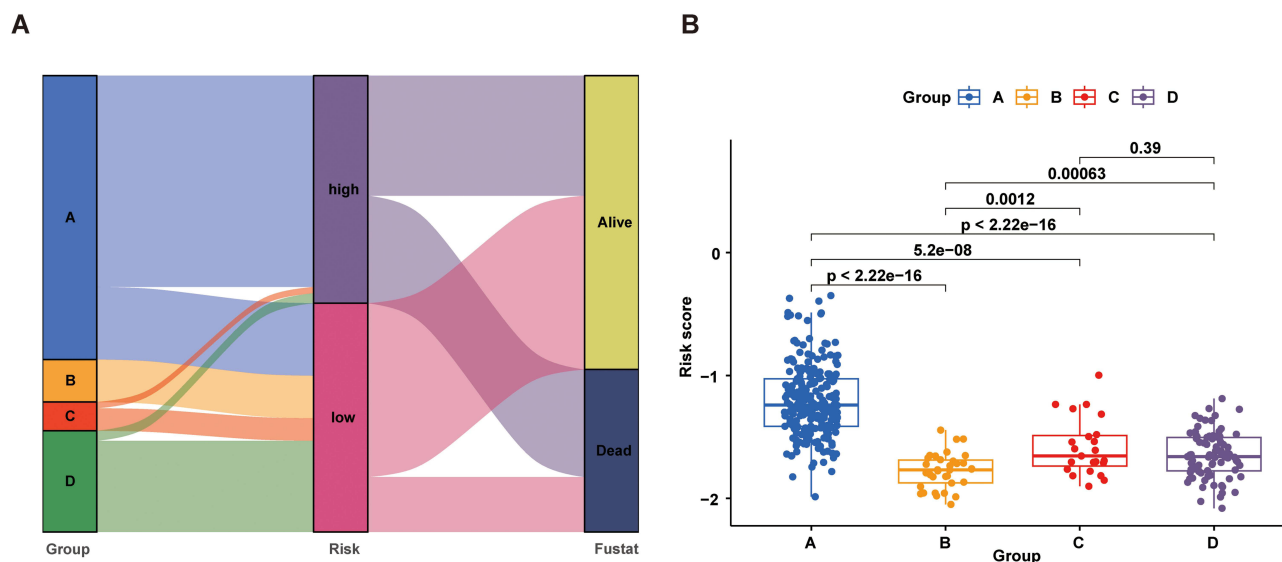 A
A
B
C
D
high
low
Alive
Dead
Group
Risk
Fustat
B
Group A B C D
0.39
0.00063
0.0012
p < 2.22e−16
5.2e−08
p < 2.22e−16
0
−1
−2
Risk score
A B C D
Group